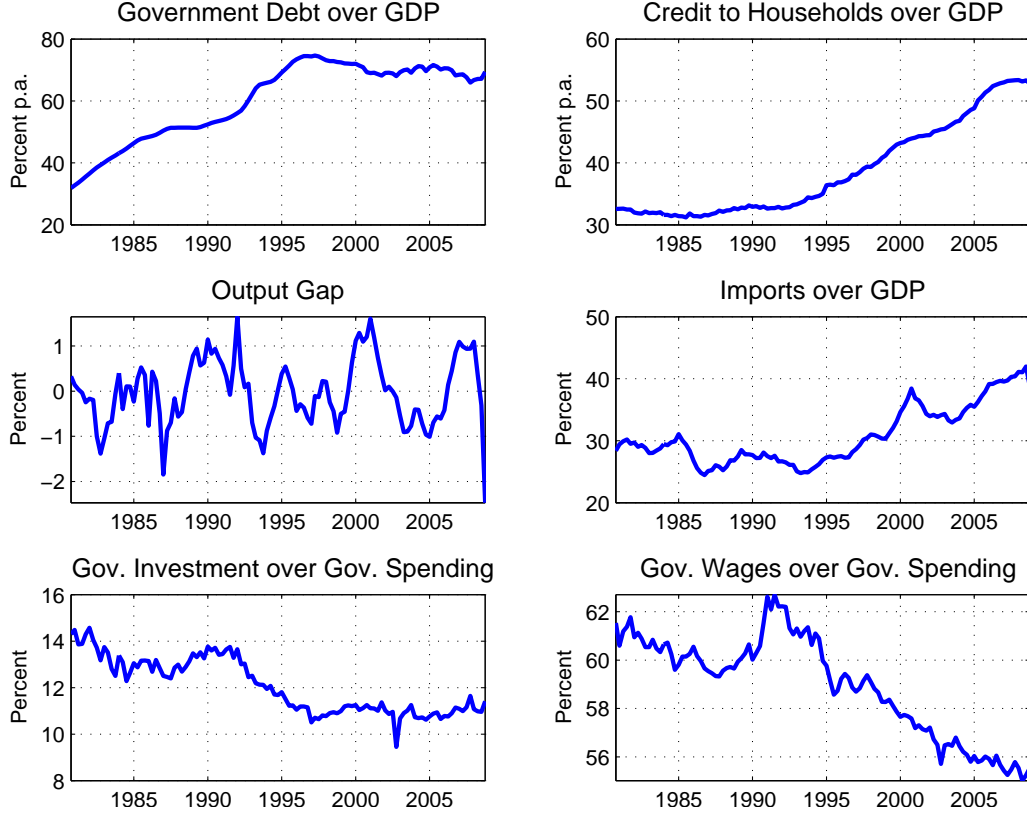 Government Debt over GDP
80
60
40
20
Percent p.a.
1985 1990 1995 2000 2005
Credit to Households over GDP
60
50
40
30
Percent p.a.
1985 1990 1995 2000 2005
Output Gap
1
0
−1
−2
Percent
1985 1990 1995 2000 2005
Imports over GDP
50
40
30
20
Percent
1985 1990 1995 2000 2005
Gov. Investment over Gov. Spending
16
14
12
10
8
Percent
1985 1990 1995 2000 2005
Gov. Wages over Gov. Spending
62
60
58
56
Percent
1985 1990 1995 2000 2005